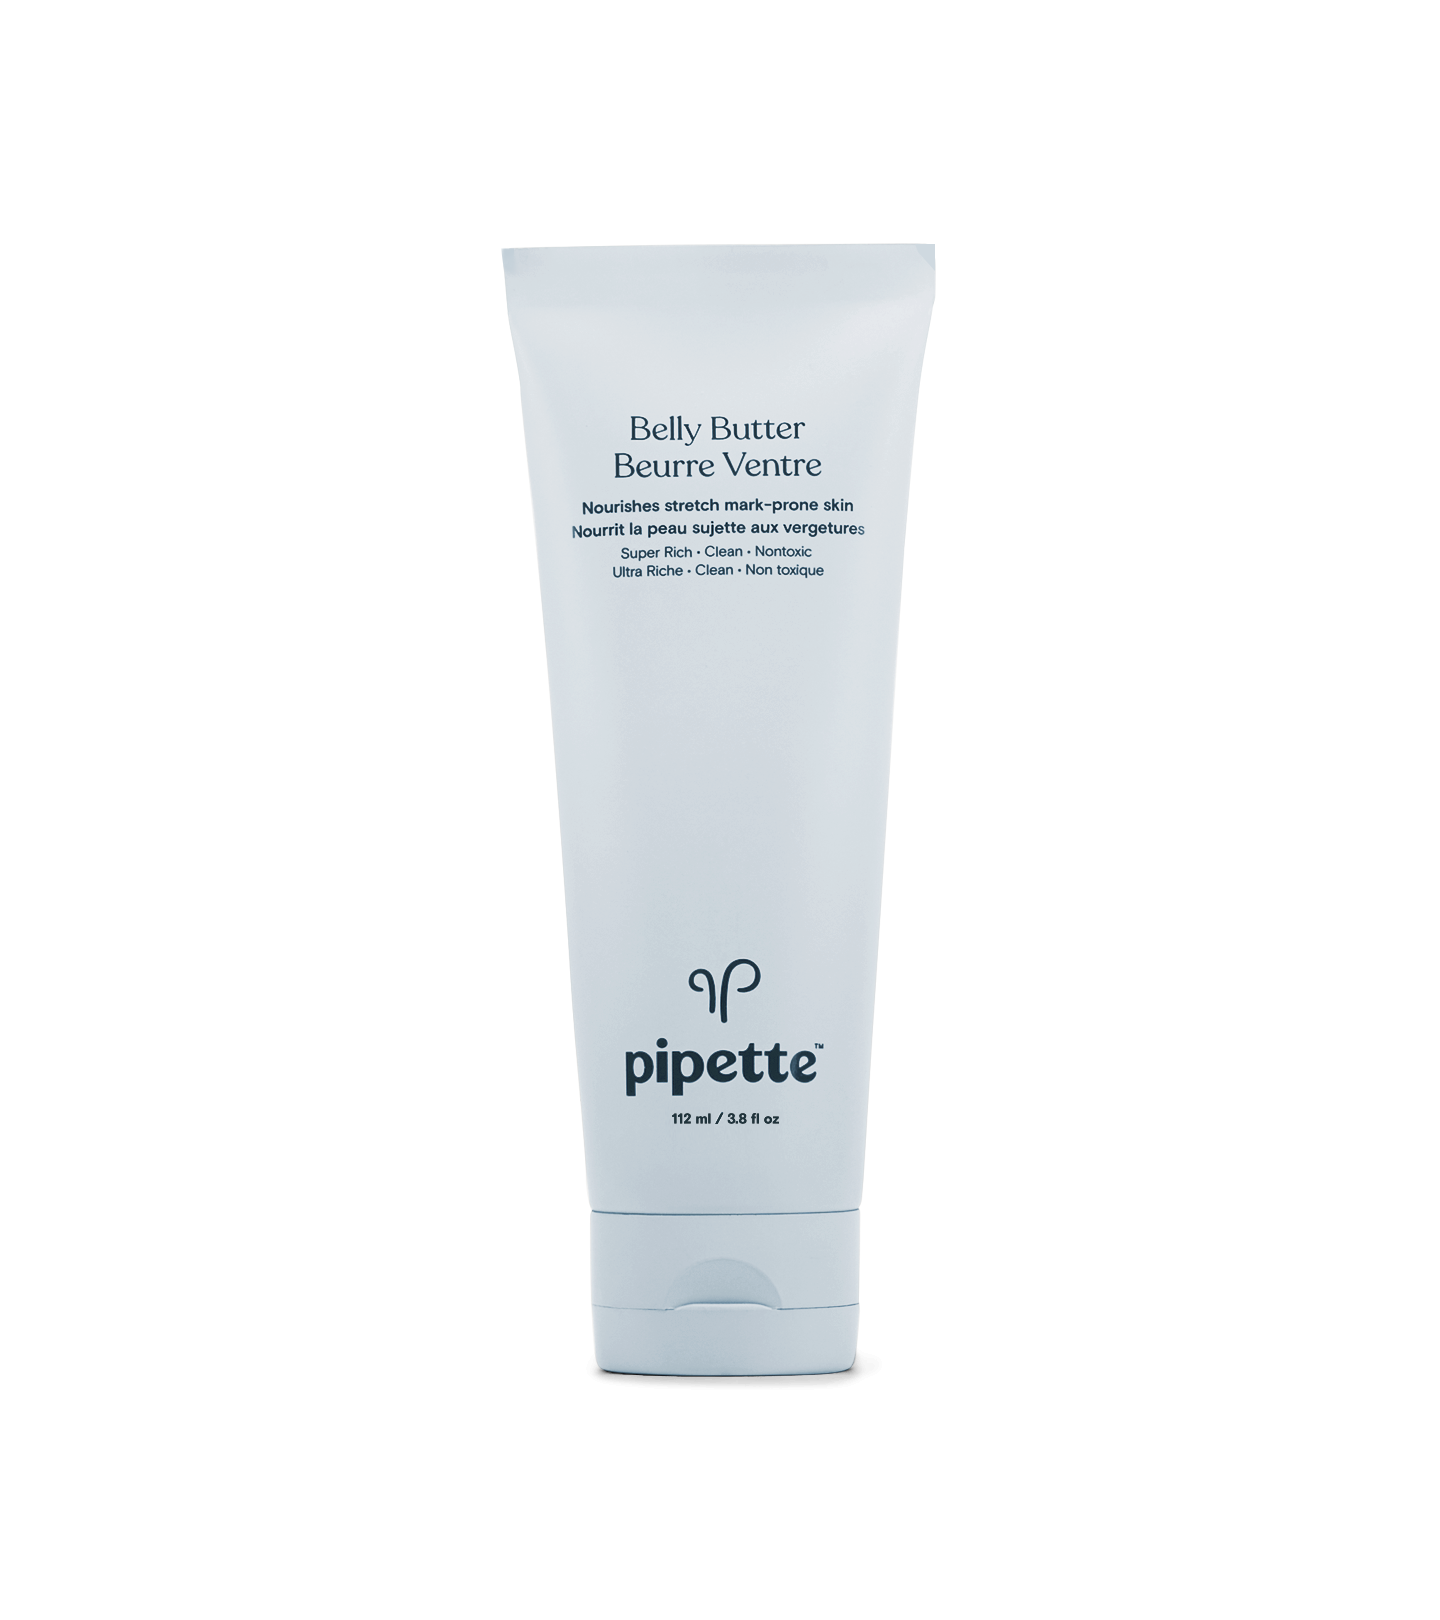 Belly Butter
Beurre Ventre
Nourishes stretch mark-prone skin
Nourrit la peau sujette aux vergetures
Super Rich • Clean • Nontoxic
Ultra Riche • Clean • Non toxique
pipette™
112 ml / 3.8 fl oz